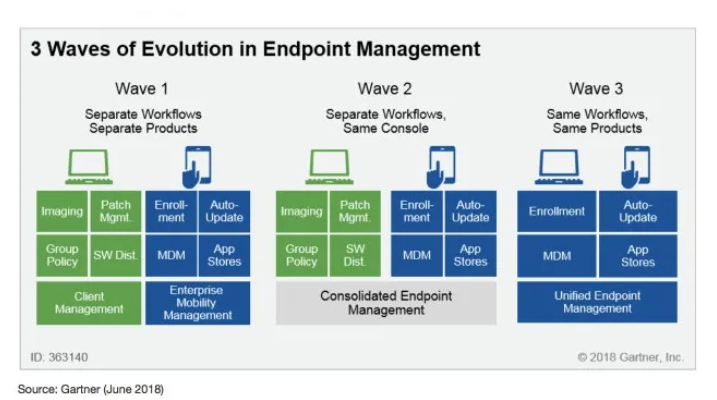 3 Waves of Evolution in Endpoint Management
Wave 1
Separate Workflows
Separate Products
Imaging
Patch
Mgmt.
Enroll-
ment
Auto-
Update
Group
Policy
SW Dist.
MDM
App
Stores
Client
Management
Enterprise
Mobility
Management
Wave 2
Separate Workflows,
Same Console
Imaging
Patch
Mgmt.
Enroll-
ment
Auto-
Update
Group
Policy
SW
Dist.
MDM
App
Stores
Consolidated Endpoint
Management
Wave 3
Same Workflows,
Same Products
Enrollment
Auto-
Update
MDM
App
Stores
Unified Endpoint
Management
ID: 363140
© 2018 Gartner, Inc.
Source: Gartner (June 2018)